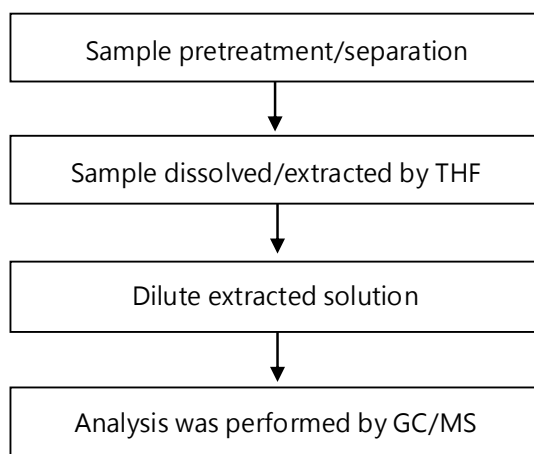 Sample pretreatment/separation
Sample dissolved/extracted by THF
Dilute extracted solution
Analysis was performed by GC/MS